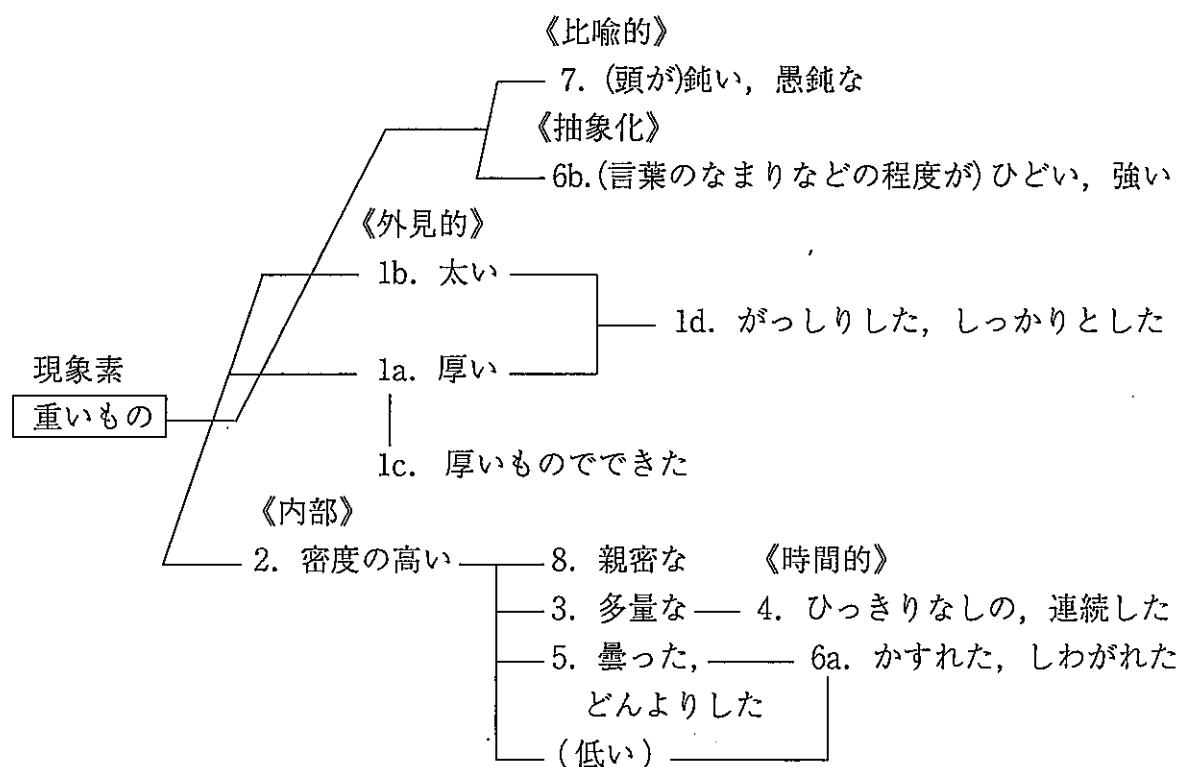 《比喩的》
7. (頭が)鈍い，愚鈍な
《抽象化》
6b.(言葉のなまりなどの程度が)ひどい，強い
《外見的》
1b. 太い
1d. がっしりした，しっかりとした
現象素
1a. 厚い
重いもの
1c. 厚いものでできた
《内部》
2. 密度の高い
8. 親密な
《時間的》
3. 多量な
4. ひっきりなしの，連続した
5. 曇った，
6a. かすれた，しわがれた
どんよりした
(低い)